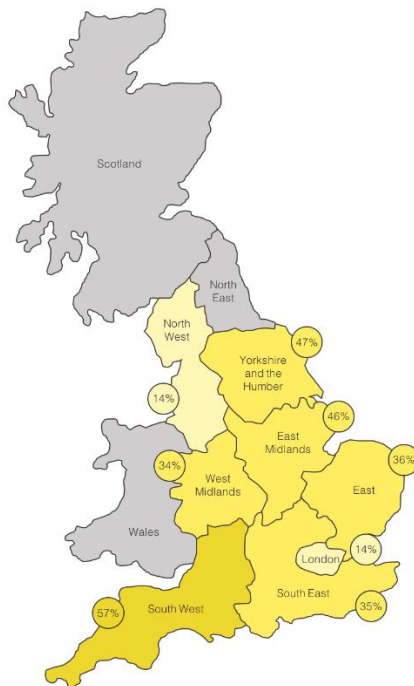 Scotland
North
East
North
West
47%
Yorkshire
and the
Humber
14%
46%
East
Midlands
34%
36%
West
Midlands
East
Wales
14%
London
South East
57%
South West
35%